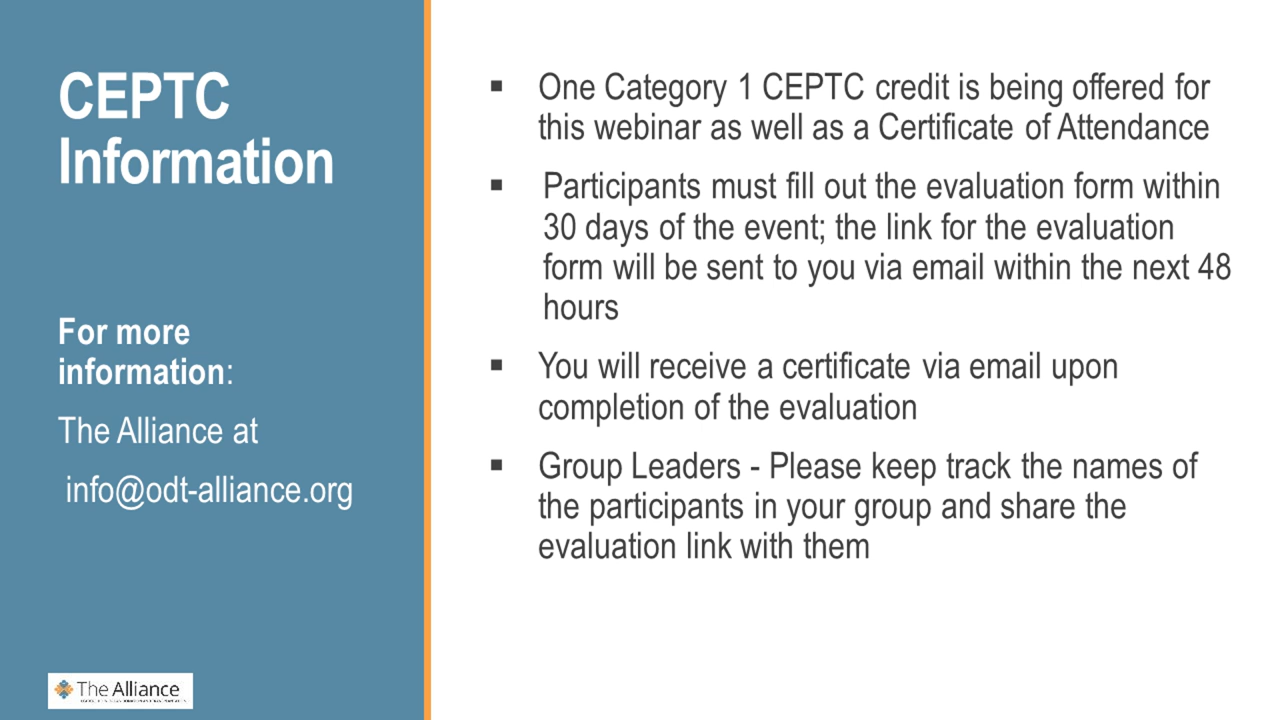 CEPTC
Information
For more
information:
The Alliance at
info@odt-alliance.org
▪ One Category 1 CEPTC credit is being offered for
this webinar as well as a Certificate of Attendance
▪ Participants must fill out the evaluation form within
30 days of the event; the link for the evaluation
form will be sent to you via email within the next 48
hours
▪ You will receive a certificate via email upon
completion of the evaluation
▪ Group Leaders - Please keep track the names of
the participants in your group and share the
evaluation link with them
The Alliance